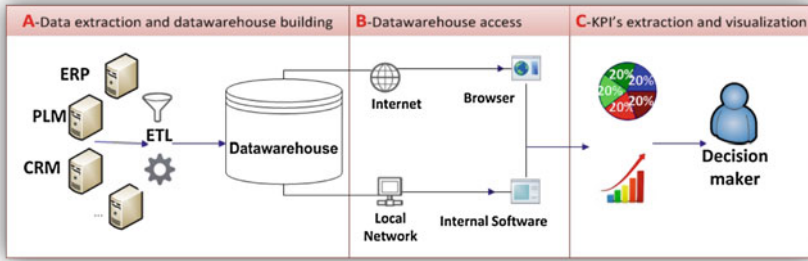 A-Data extraction and datawarehouse building
B-Datawarehouse access
C-KPI's extraction and visualization
ERP
PLM
CRM
...
ETL
Datawarehouse
Internet
Browser
Local
Network
Internal Software
20%
20%
20%
20%
20%
Decision
maker